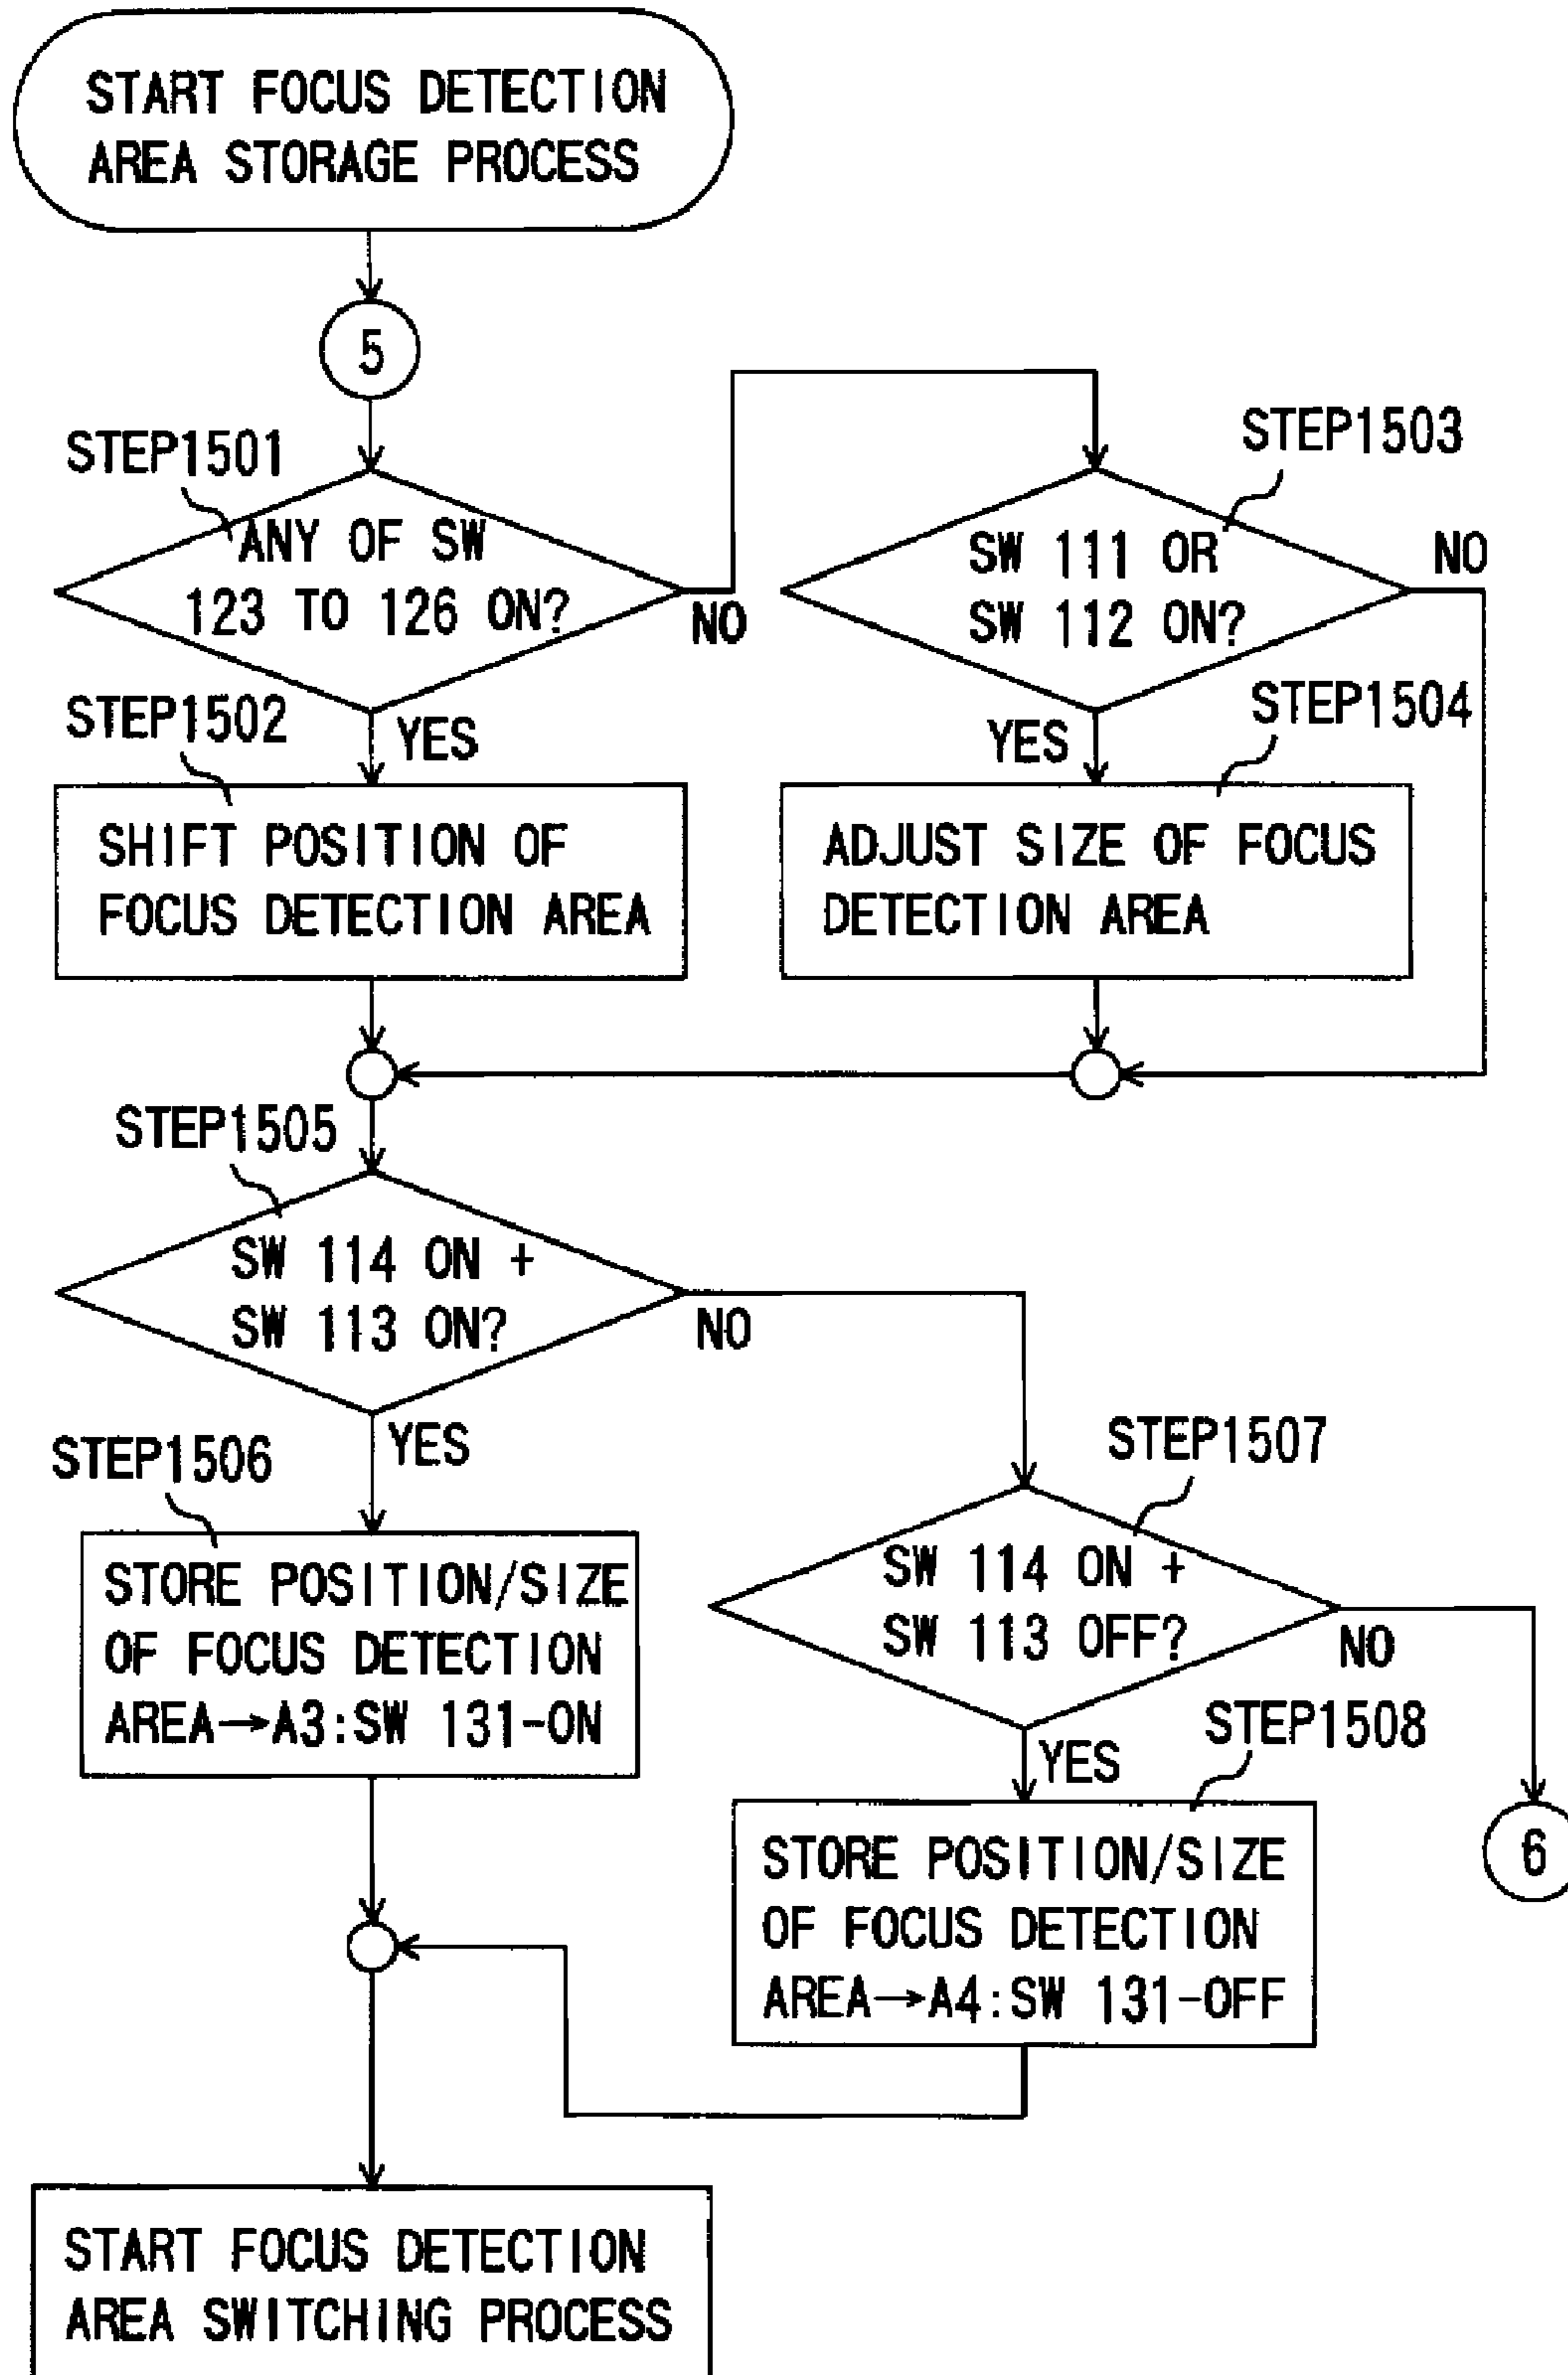 START FOCUS DETECTION
AREA STORAGE PROCESS
5
STEP1501
ANY OF SW
123 TO 126 ON?
NO
YES
STEP1503
SW 111 OR
SW 112 ON?
NO
YES
STEP1502
SHIFT POSITION OF
FOCUS DETECTION AREA
STEP1504
ADJUST SIZE OF FOCUS
DETECTION AREA
STEP1505
SW 114 ON +
SW 113 ON?
NO
YES
STEP1506
STORE POSITION/SIZE
OF FOCUS DETECTION
AREA→A3:SW 131-ON
STEP1507
SW 114 ON +
SW 113 OFF?
NO
YES
6
STEP1508
STORE POSITION/SIZE
OF FOCUS DETECTION
AREA→A4:SW 131-OFF
START FOCUS DETECTION
AREA SWITCHING PROCESS